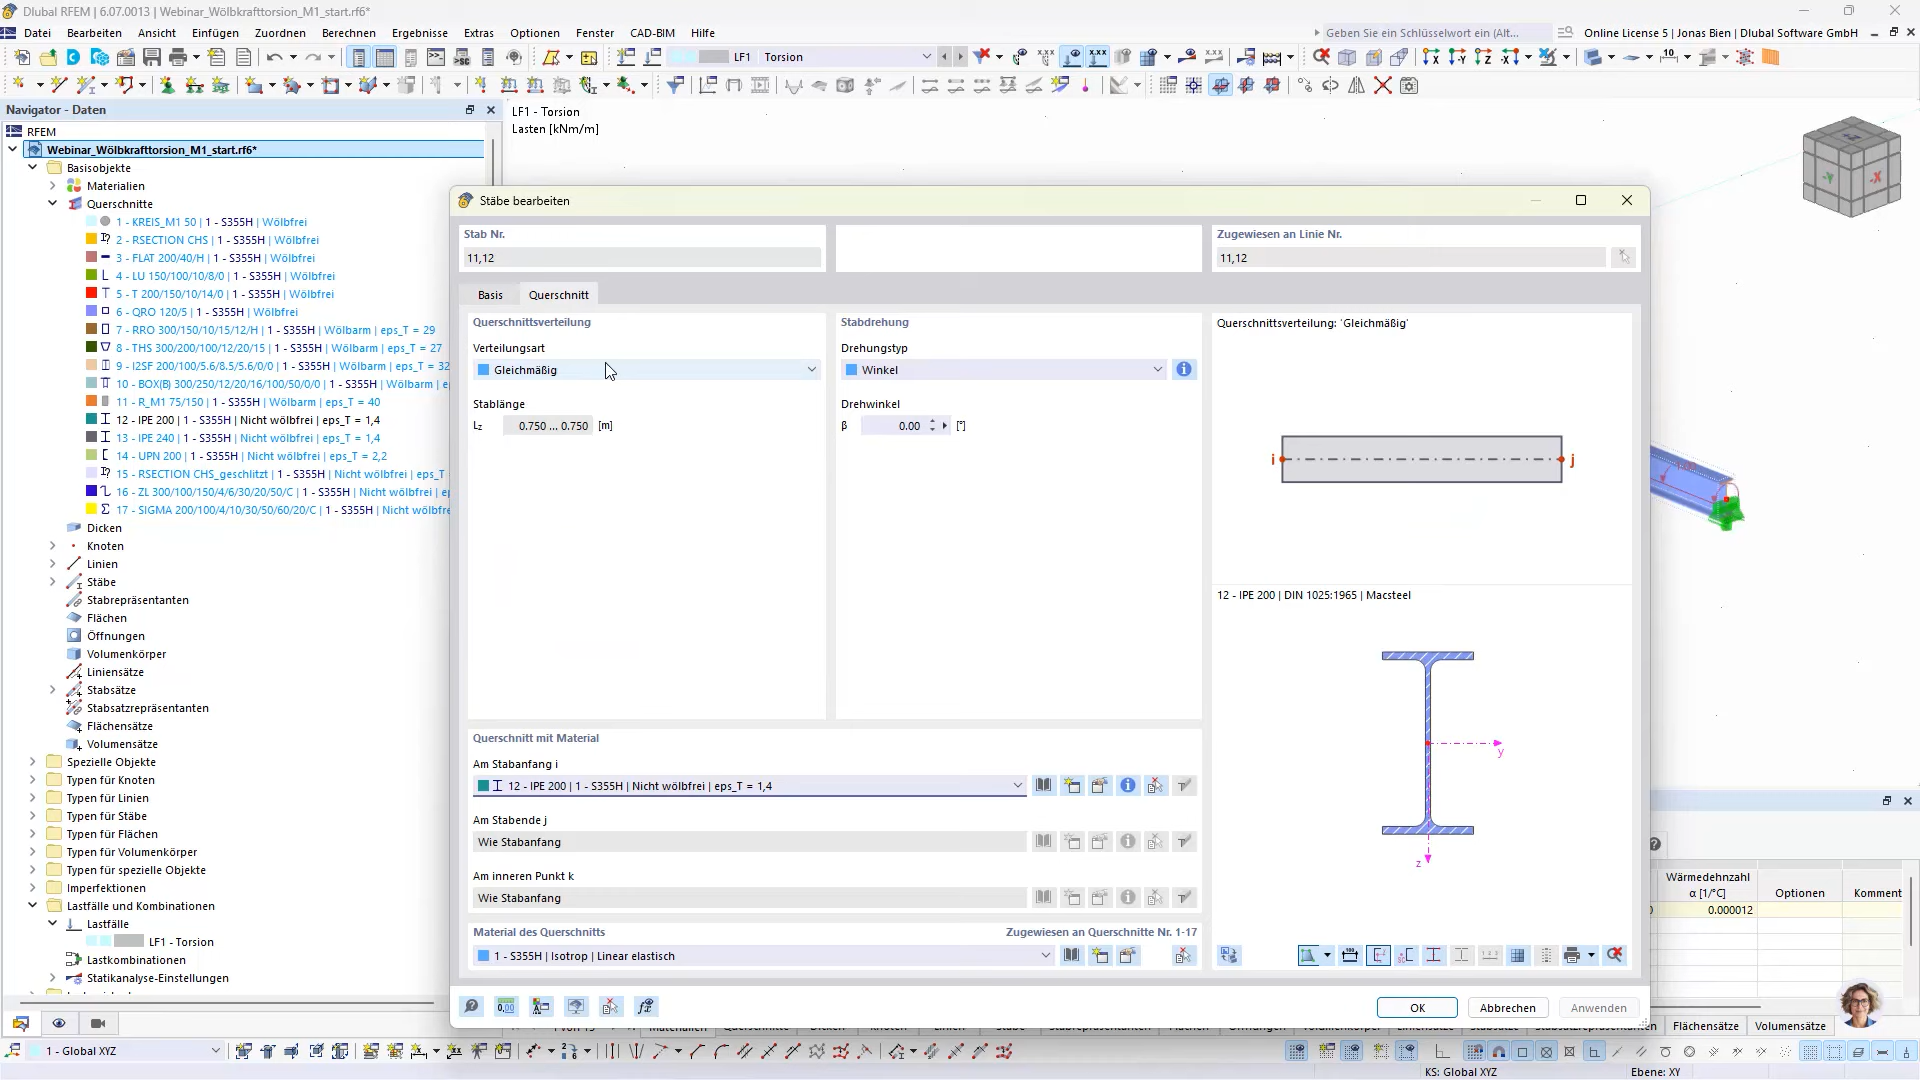 Dlubal RFEM | 6.07.0013 | Webinar_Wölbkrafttorsion_M1_start.rf6*
Datei Bearbeiten Ansicht Einfügen Zuordnen Berechnen Ergebnisse Extras Optionen Fenster CAD-BIM Hilfe
Geben Sie ein Schlüsselwort ein (Alt...
Online License 5 | Jonas Bien | Dlubal Software GmbH
LF1 Torsion
Navigator - Daten
RFEM
Webinar_Wölbkrafttorsion_M1_start.rf6*
Basisobjekte
Materialien
Querschnitte
1 - KREIS_M1 50 | 1 - S355H | Wölbfrei
2 - RSECTION CHS | 1 - S355H | Wölbfrei
3 - FLAT 200/40/H | 1 - S355H | Wölbfrei
4 - LU 150/100/10/8/0 | 1 - S355H | Wölbfrei
5 - T 200/150/10/14/0 | 1 - S355H | Wölbfrei
6 - QRO 120/5 | 1 - S355H | Wölbfrei
7 - RRO 300/150/10/15/12/H | 1 - S355H | Wölbarm | eps_T = 29
8 - THS 300/200/100/12/20/15 | 1 - S355H | Wölbarm | eps_T = 27
9 - I2SF 200/100/5.6/8.5/5.6/0/0 | 1 - S355H | Wölbarm | eps_T = 32
10 - BOX(B) 300/250/12/20/16/100/50/0/0 | 1 - S355H | Wölbarm | e
11 - R_M1 75/150 | 1 - S355H | Wölbarm | eps_T = 40
12 - IPE 200 | 1 - S355H | Nicht wölbfrei | eps_T = 1,4
13 - IPE 240 | 1 - S355H | Nicht wölbfrei | eps_T = 1,4
14 - UPN 200 | 1 - S355H | Nicht wölbfrei | eps_T = 2,2
15 - RSECTION CHS_geschlitzt | 1 - S355H | Nicht wölbfrei | eps_T
16 - ZL 300/100/150/4/6/30/20/50/C | 1 - S355H | Nicht wölbfrei | e
17 - SIGMA 200/100/4/10/30/50/60/20/C | 1 - S355H | Nicht wölbfre
Dicken
Knoten
Linien
Stäbe
Stabrepräsentanten
Flächen
Öffnungen
Volumenkörper
Liniensätze
Stabsätze
Stabsatzrepräsentanten
Flächensätze
Volumensätze
Spezielle Objekte
Typen für Knoten
Typen für Linien
Typen für Stäbe
Typen für Flächen
Typen für Volumenkörper
Typen für spezielle Objekte
Imperfektionen
Lastfälle und Kombinationen
Lastfälle
LF1 - Torsion
Lastkombinationen
Statikanalyse-Einstellungen
1 - Global XYZ
LF1 - Torsion
Lasten [kNm/m]
+Z
-Y
-X
Stäbe bearbeiten
Stab Nr.
11,12
Zugewiesen an Linie Nr.
11,12
Basis Querschnitt
Querschnittsverteilung
Verteilungsart
Gleichmäßig
Stablänge
Lz 0.750 ... 0.750 [m]
Stabdrehung
Drehungstyp
Winkel
Drehwinkel
β 0.00 [°]
Querschnittsverteilung: 'Gleichmäßig'
i j
12 - IPE 200 | DIN 1025:1965 | Macsteel
y
z
Querschnitt mit Material
Am Stabanfang i
12 - IPE 200 | 1 - S355H | Nicht wölbfrei | eps_T = 1,4
Am Stabende j
Wie Stabanfang
Am inneren Punkt k
Wie Stabanfang
Material des Querschnitts Zugewiesen an Querschnitte Nr. 1-17
1 - S355H | Isotrop | Linear elastisch
OK Abbrechen Anwenden
Wärmedehnzahl
α [1/°C] Optionen Komment
0.000012
Flächensätze Volumensätze
KS: Global XYZ Ebene: XY